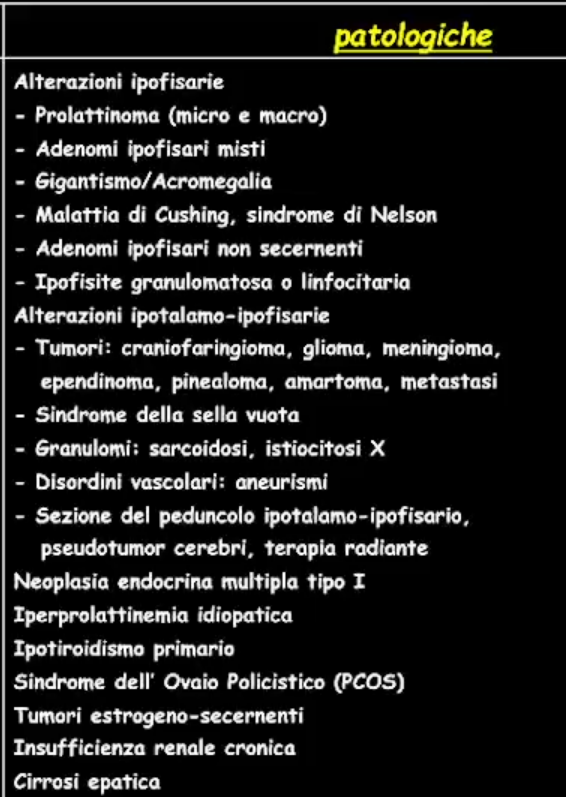 patologiche
Alterazioni ipofisarie
- Prolattinoma (micro e macro)
- Adenomi ipofisari misti
- Gigantismo/Acromegalia
- Malattia di Cushing, sindrome di Nelson
- Adenomi ipofisari non secernenti
- Ipofisite granulomatosa o linfocitaria
Alterazioni ipotalamo-ipofisarie
- Tumori: craniofaringioma, glioma, meningioma,
ependinoma, pinealoma, amartoma, metastasi
- Sindrome della sella vuota
- Granulomi: sarcoidosi, istiocitosi X
- Disordini vascolari: aneurismi
- Sezione del peduncolo ipotalamo-ipofisario,
pseudotumor cerebri, terapia radiante
Neoplasia endocrina multipla tipo I
Iperprolattinemia idiopatica
Ipotiroidismo primario
Sindrome dell' Ovaio Policistico (PCOS)
Tumori estrogeno-secernenti
Insufficienza renale cronica
Cirrosi epatica